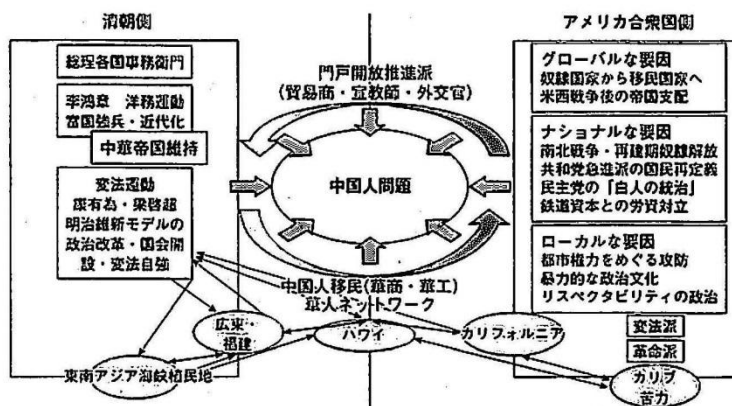 清朝側
総理各国事務衙門
李鴻章 洋務運動
富国強兵・近代化
中華帝国維持
変法運動
康有為・梁啓超
明治維新モデルの
政治改革・国会開
設・変法自強
門戸開放推進派
(貿易商・宣教師・外交官)
中国人問題
中国人移民(華商・華工)
華人ネットワーク
アメリカ合衆国側
グローバルな要因
奴隷国家から移民国家へ
米西戦争後の帝国支配
ナショナルな要因
南北戦争・再建期奴隷解放
共和党急進派の国民再定義
民主党の「白人の統治」
鉄道資本との労資対立
ローカルな要因
都市権力をめぐる攻防
暴力的な政治文化
リスペクタビリティの政治
変法派
革命派
広東・
福建
ハワイ
カリフォルニア
東南アジア海峡植民地
カリブ
苦力